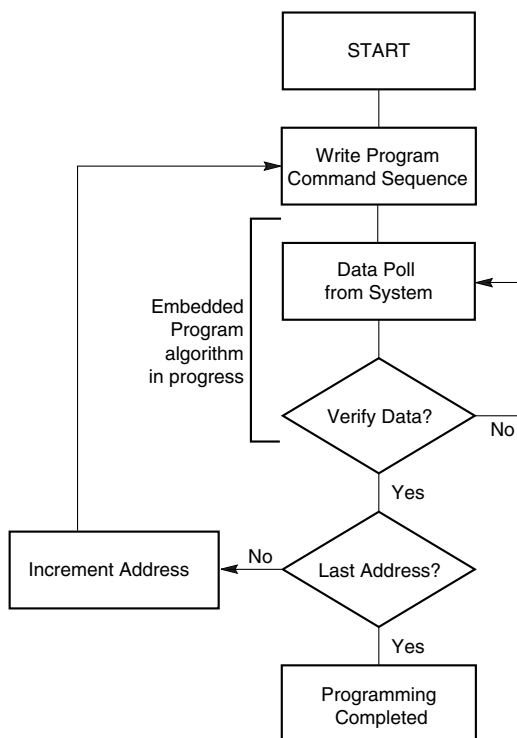 START
Write Program
Command Sequence
Data Poll
from System
Embedded
Program
algorithm
in progress
Verify Data?
No
Yes
No
Increment Address
Last Address?
Yes
Programming
Completed